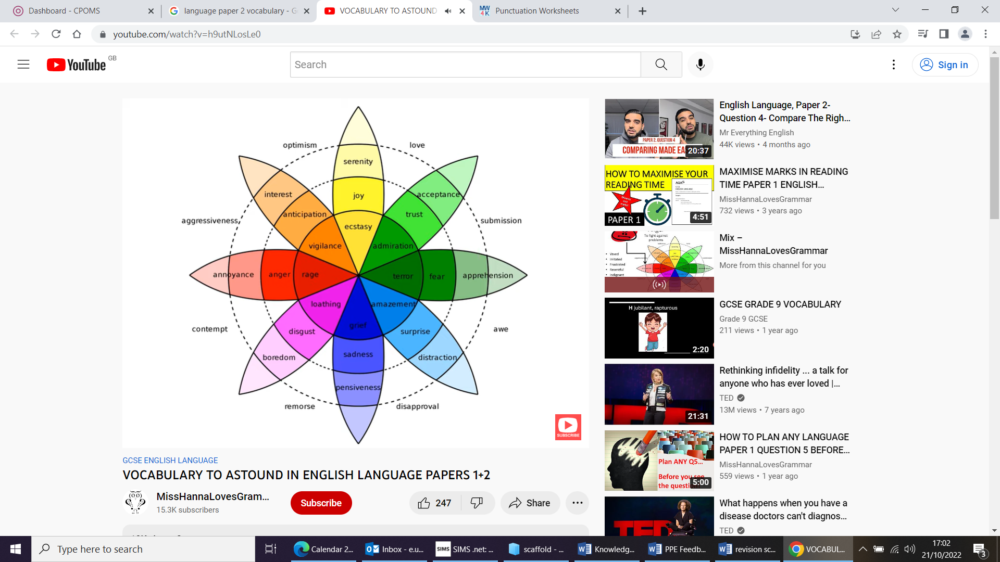 Dashboard - CPOMS
language paper 2 vocabulary - G
VOCABULARY TO ASTOUND
MW4K
Punctuation Worksheets
youtube.com/watch?v=h9utNLosLe0
YouTube GB
Search
Sign in
optimism
love
serenity
interest
joy
acceptance
anticipation
trust
aggressiveness
submission
ecstasy
vigilance
admiration
annoyance
anger
rage
terror
fear
apprehension
loathing
amazement
contempt
grief
awe
disgust
surprise
boredom
sadness
distraction
pensiveness
remorse
disapproval
SUBSCRIBE
GCSE ENGLISH LANGUAGE
VOCABULARY TO ASTOUND IN ENGLISH LANGUAGE PAPERS 1+2
MissHannaLovesGram...
15.3K subscribers
Subscribe
247
Share
PAPER 2, QUESTION 4
COMPARING MADE EA
20:37
English Language, Paper 2-
Question 4- Compare The Righ...
Mr Everything English
44K views • 4 months ago
HOW TO MAXIMISE YOUR
READING TIME
AQA
PAPER 1
4:51
MAXIMISE MARKS IN READING
TIME PAPER 1 ENGLISH...
MissHannaLovesGrammar
732 views • 3 years ago
To fight against
problems
Vexed
Irritated
Frustrated
Resentful
Indignant
Mix –
MissHannaLovesGrammar
More from this channel for you
H jubilant, rapturous
2:20
GCSE GRADE 9 VOCABULARY
Grade 9 GCSE
211 views • 1 year ago
21:31
Rethinking infidelity ... a talk for
anyone who has ever loved |...
TED
13M views • 7 years ago
Plan ANY Q5...
Before you see
the questi
5:00
HOW TO PLAN ANY LANGUAGE
PAPER 1 QUESTION 5 BEFORE...
MissHannaLovesGrammar
559 views • 1 year ago
TED
What happens when you have a
disease doctors can't diagnos...
TED
Type here to search
Calendar 2...
Inbox - e.u...
SIMS
SIMS .net: ...
scaffold - ...
Knowledg...
PPE Feedb...
revision sc...
VOCABUL...
17:02
21/10/2022
3